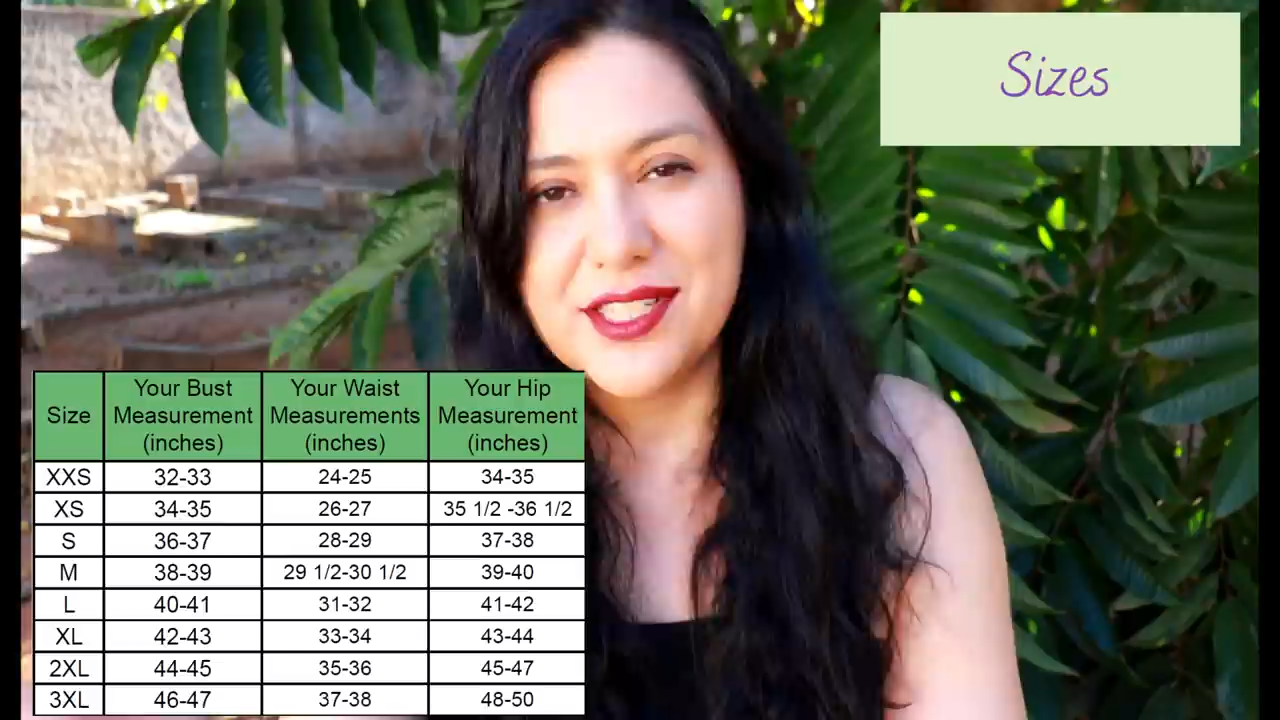 Sizes
Size Your Bust Measurement (inches) Your Waist Measurements (inches) Your Hip Measurement (inches)
XXS 32-33 24-25 34-35
XS 34-35 26-27 35 1/2 -36 1/2
S 36-37 28-29 37-38
M 38-39 29 1/2-30 1/2 39-40
L 40-41 31-32 41-42
XL 42-43 33-34 43-44
2XL 44-45 35-36 45-47
3XL 46-47 37-38 48-50